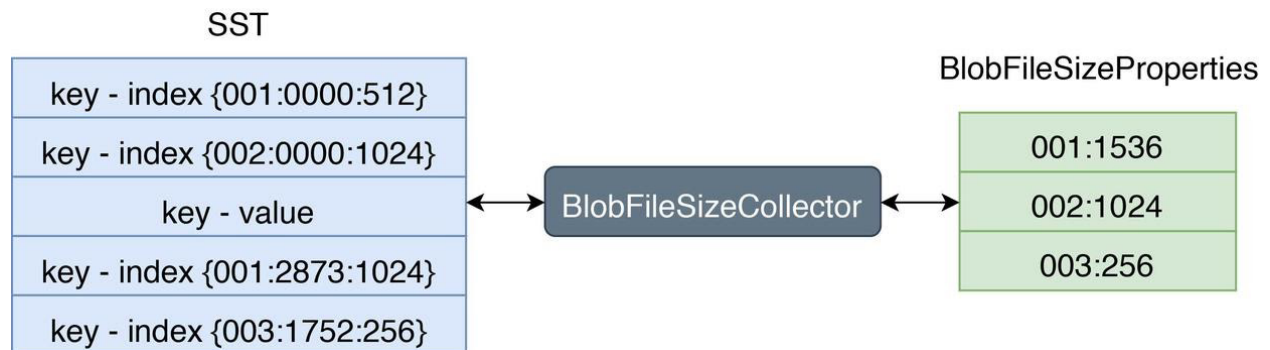 SST
key - index {001:0000:512}
key - index {002:0000:1024}
key - value
key - index {001:2873:1024}
key - index {003:1752:256}
BlobFileSizeCollector
BlobFileSizeProperties
001:1536
002:1024
003:256